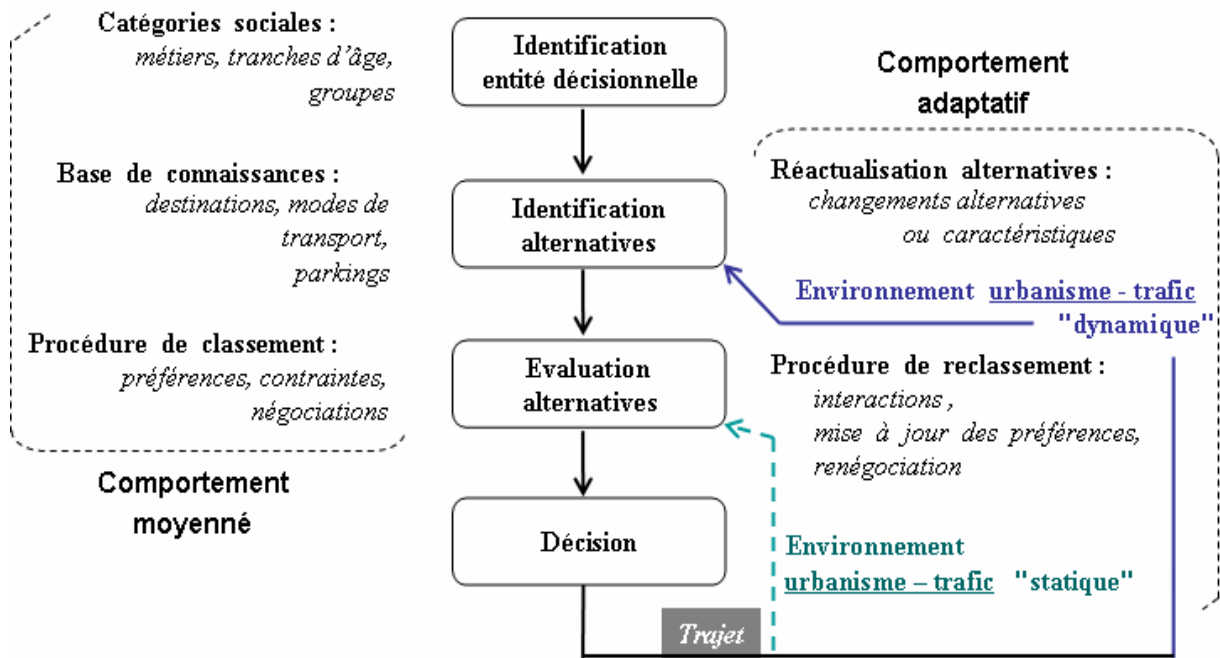 Catégories sociales :
métiers, tranches d'âge,
groupes
Base de connaissances :
destinations, modes de
transport,
parkings
Procédure de classement :
préférences, contraintes,
négociations
Comportement
moyenné
Identification
entité décisionnelle
Identification
alternatives
Evaluation
alternatives
Décision
Trajet
Comportement
adaptatif
Réactualisation alternatives :
changements alternatives
ou caractéristiques
Environnement urbanisme - trafic
"dynamique"
Procédure de reclassement :
interactions ,
mise à jour des préférences,
renégociation
Environnement
urbanisme – trafic "statique"